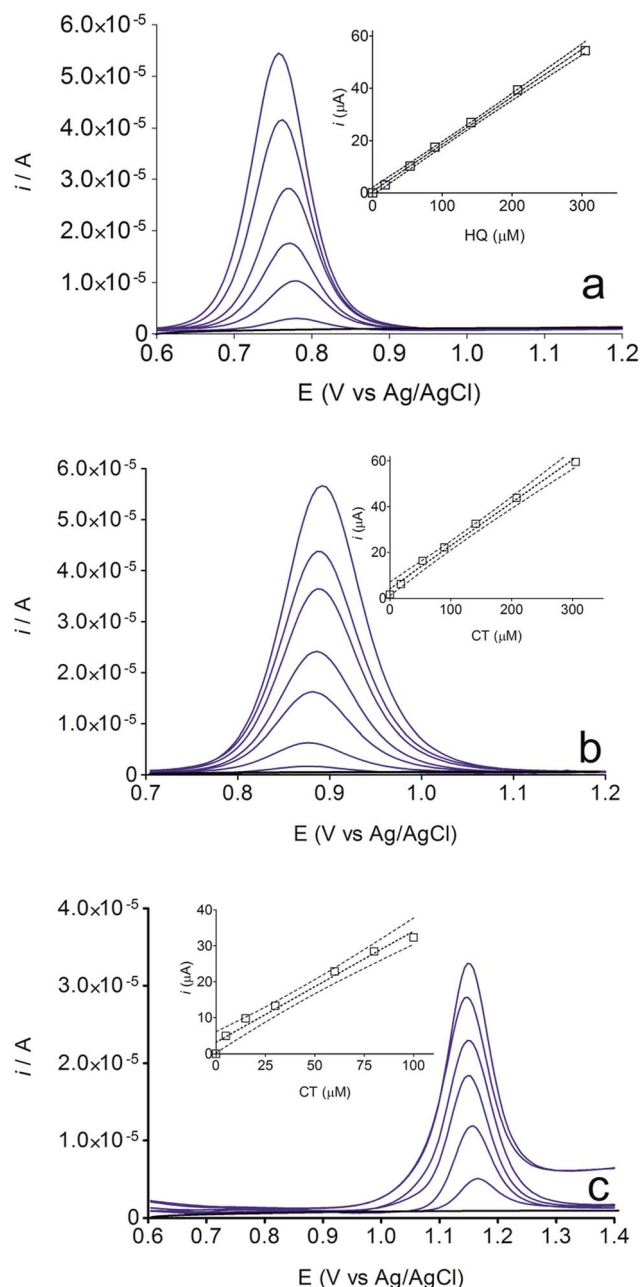 6.0×10⁻⁵
5.0×10⁻⁵
4.0×10⁻⁵
3.0×10⁻⁵
2.0×10⁻⁵
1.0×10⁻⁵
0
i / A
0.6 0.7 0.8 0.9 1.0 1.1 1.2
E (V vs Ag/AgCl)
60
40
20
0
i (µA)
0 100 200 300
HQ (µM)
a
6.0×10⁻⁵
5.0×10⁻⁵
4.0×10⁻⁵
3.0×10⁻⁵
2.0×10⁻⁵
1.0×10⁻⁵
0
i / A
0.7 0.8 0.9 1.0 1.1 1.2
E (V vs Ag/AgCl)
60
40
20
0
i (µA)
0 100 200 300
CT (µM)
b
4.0×10⁻⁵
3.0×10⁻⁵
2.0×10⁻⁵
1.0×10⁻⁵
0
i / A
0.6 0.7 0.8 0.9 1.0 1.1 1.2 1.3 1.4
E (V vs Ag/AgCl)
40
30
20
10
0
i (µA)
0 25 50 75 100
CT (µM)
c